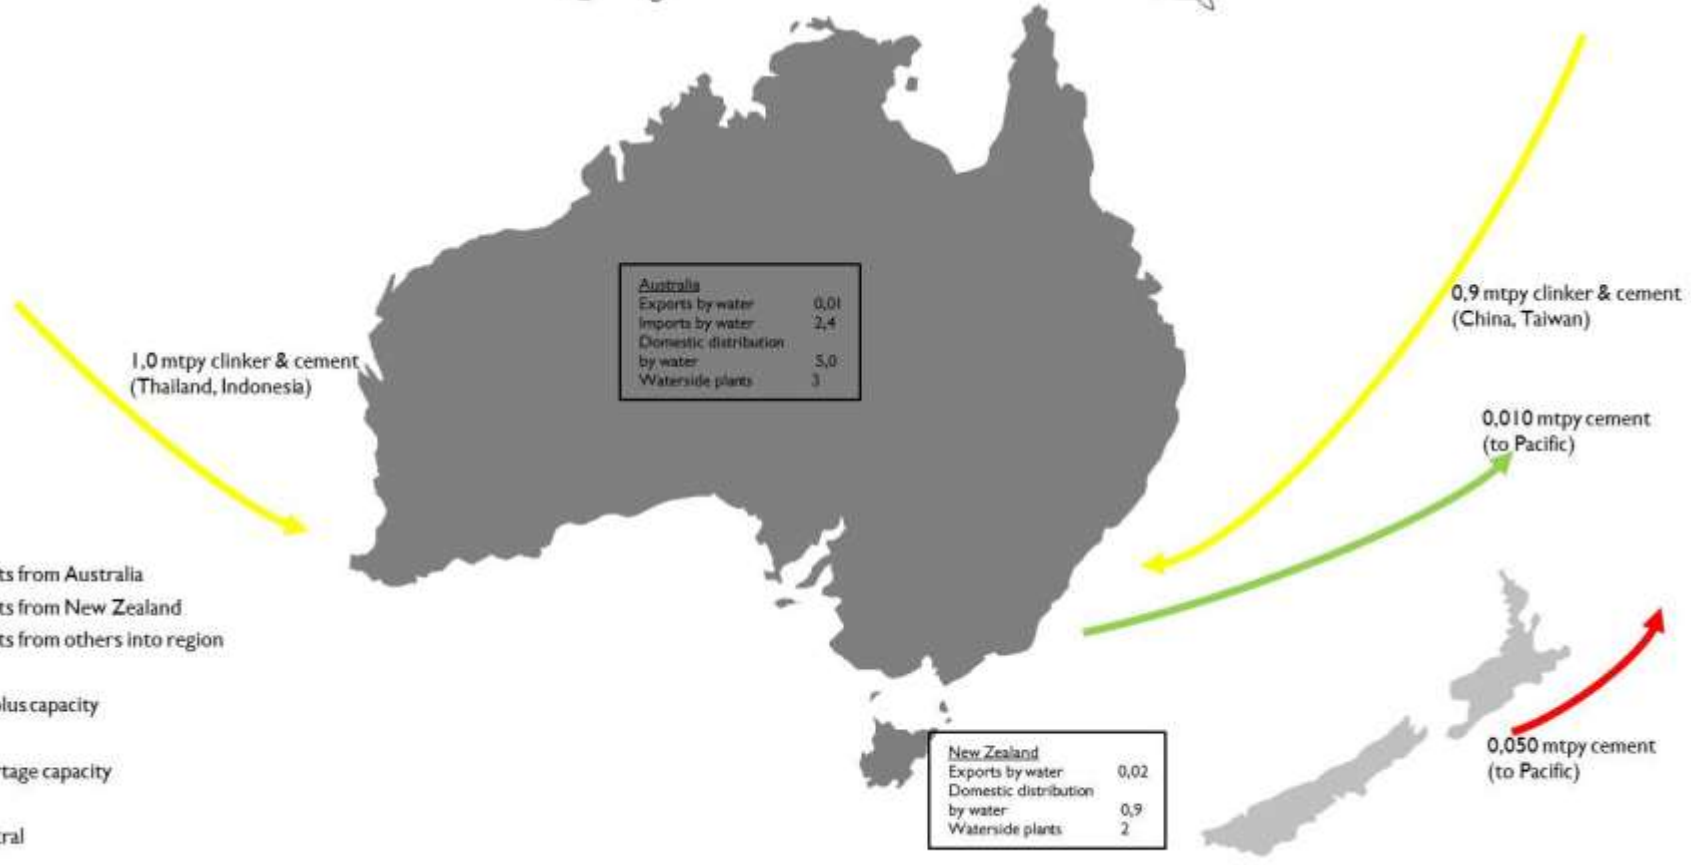 Australia
Exports by water 0,01
Imports by water 2,4
Domestic distribution
by water 5,0
Waterside plants 3
0,9 mtpy clinker & cement
(China, Taiwan)
1,0 mtpy clinker & cement
(Thailand, Indonesia)
0,010 mtpy cement
(to Pacific)
ts from Australia
ts from New Zealand
ts from others into region
plus capacity
rtage capacity
tral
New Zealand
Exports by water 0,02
Domestic distribution
by water 0,9
Waterside plants 2
0,050 mtpy cement
(to Pacific)